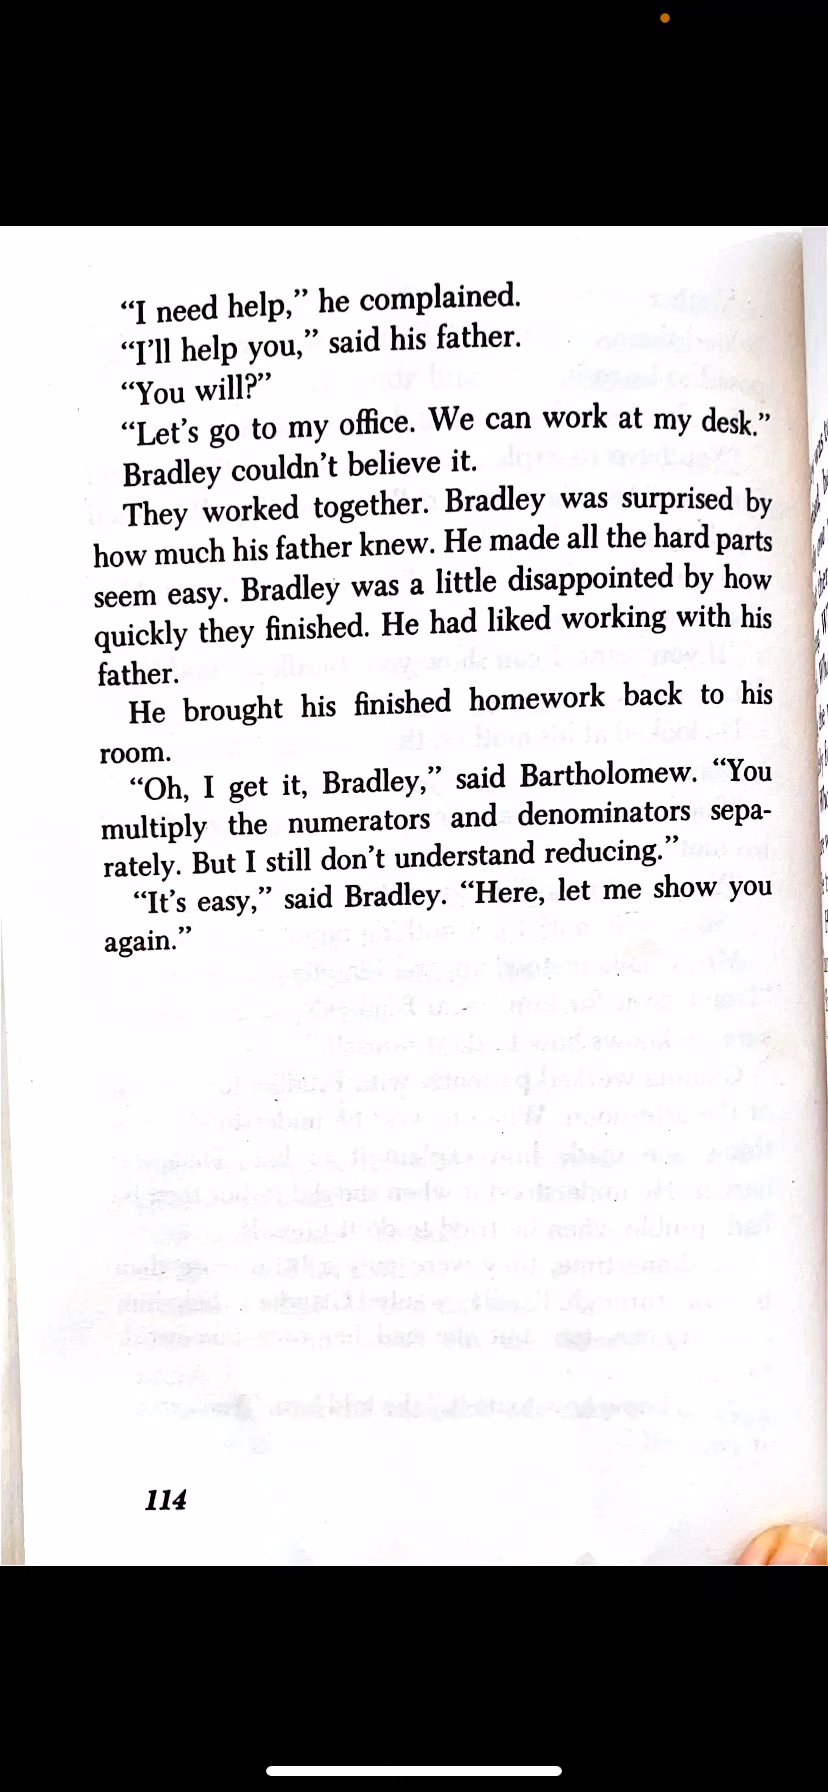 “I need help,” he complained.
“I’ll help you,” said his father.
“You will?”
“Let’s go to my office. We can work at my desk.”
Bradley couldn’t believe it.
They worked together. Bradley was surprised by
how much his father knew. He made all the hard parts
seem easy. Bradley was a little disappointed by how
quickly they finished. He had liked working with his
father.
He brought his finished homework back to his
room.
“Oh, I get it, Bradley,” said Bartholomew. “You
multiply the numerators and denominators sepa-
rately. But I still don’t understand reducing.”
“It’s easy,” said Bradley. “Here, let me show you
again.”
114